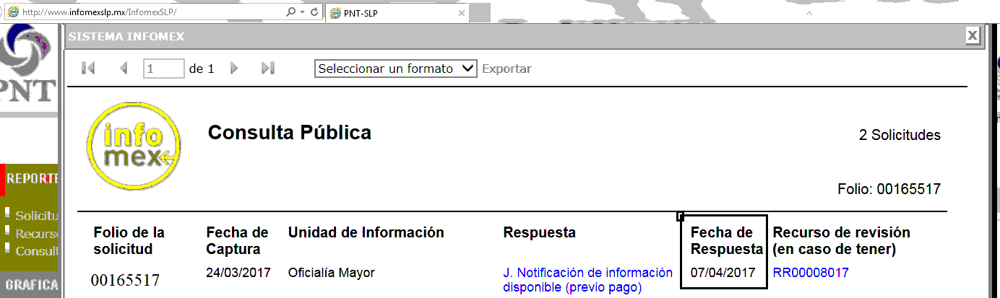 http://www.infomexslp.mx/InfomexSLP/
PNT-SLP
PNT
SISTEMA INFOMEX
X
1 de 1 Seleccionar un formato Exportar
info
mex
Consulta Pública
2 Solicitudes
Folio: 00165517
REPORTE
Solicitu
Recurs
Consult
GRAFICA
Folio de la solicitud
Fecha de Captura
Unidad de Información
Respuesta
Fecha de Respuesta
Recurso de revisión (en caso de tener)
00165517
24/03/2017
Oficialía Mayor
J. Notificación de información
disponible (previo pago)
07/04/2017
RR00008017